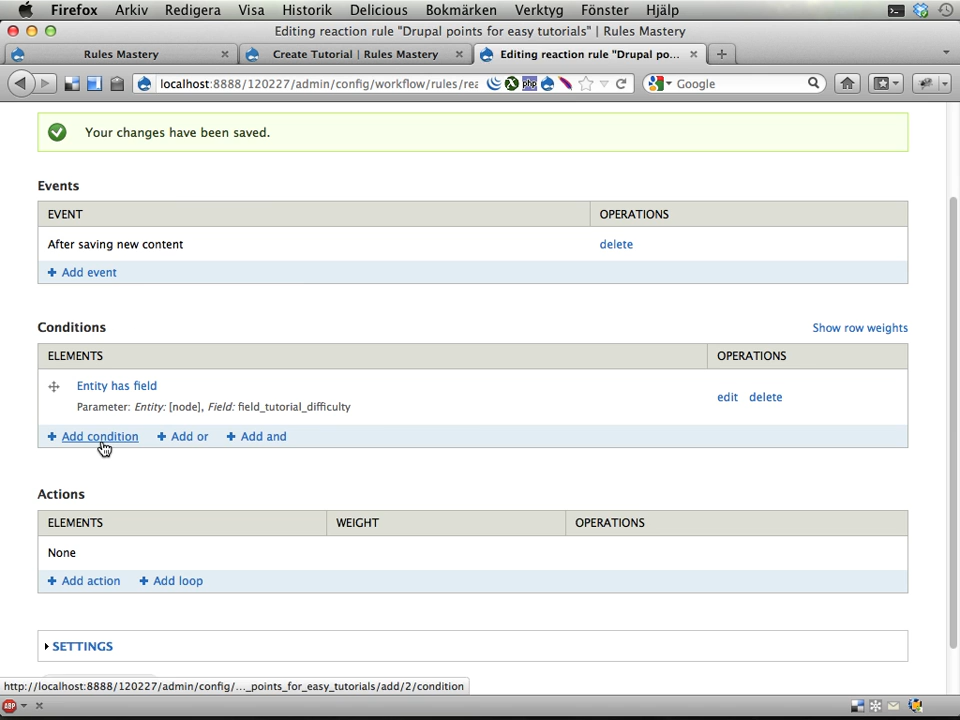 Firefox Arkiv Redigera Visa Historik Delicious Bokmärken Verktyg Fönster Hjälp
Editing reaction rule "Drupal points for easy tutorials" | Rules Mastery
Rules Mastery Create Tutorial | Rules Mastery Editing reaction rule "Drupal po...
localhost:8888/120227/admin/config/workflow/rules/rea php Google
Your changes have been saved.
Events
EVENT OPERATIONS
After saving new content delete
Add event
Conditions Show row weights
ELEMENTS OPERATIONS
Entity has field
Parameter: Entity: [node], Field: field_tutorial_difficulty
edit delete
Add condition Add or Add and
Actions
ELEMENTS WEIGHT OPERATIONS
None
Add action Add loop
SETTINGS
http://localhost:8888/120227/admin/config/..._points_for_easy_tutorials/add/2/condition
ABP